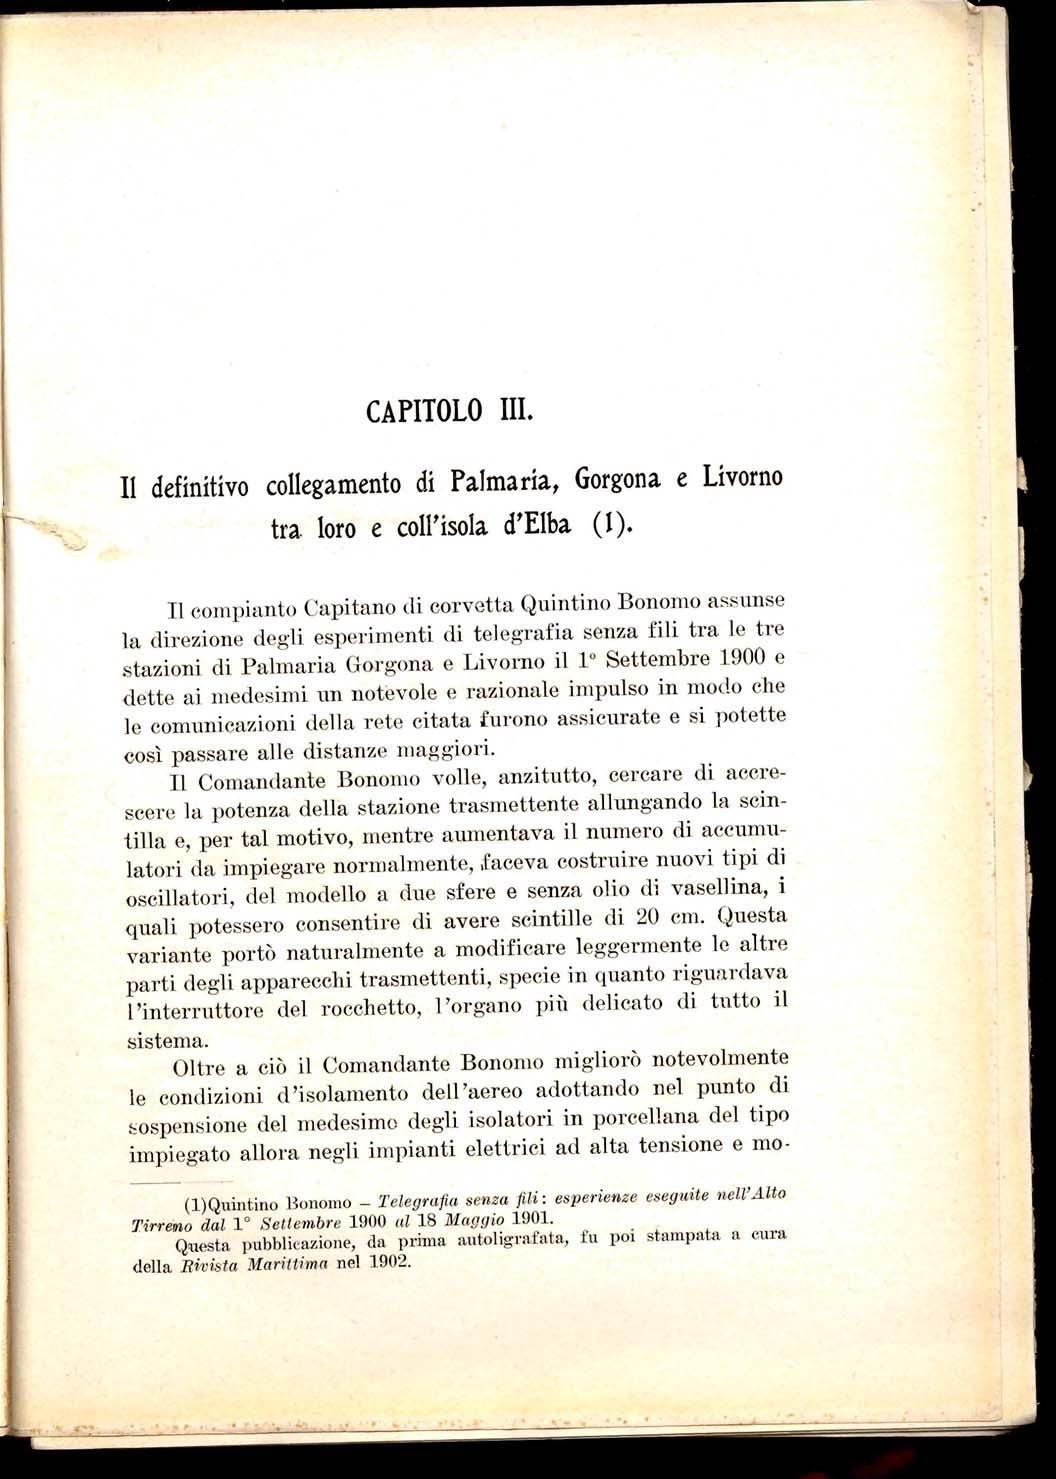 CAPITOLO III.
Il definitivo collegamento di Palmaria, Gorgona e Livorno
tra loro e coll'isola d'Elba (1).
Il compianto Capitano di corvetta Quintino Bonomo assunse
la direzione degli esperimenti di telegrafia senza fili tra le tre
stazioni di Palmaria Gorgona e Livorno il 1° Settembre 1900 e
dette ai medesimi un notevole e razionale impulso in modo che
le comunicazioni della rete citata furono assicurate e si potette
così passare alle distanze maggiori.
Il Comandante Bonomo volle, anzitutto, cercare di accre-
scere la potenza della stazione trasmettente allungando la scin-
tilla e, per tal motivo, mentre aumentava il numero di accumu-
latori da impiegare normalmente, faceva costruire nuovi tipi di
oscillatori, del modello a due sfere e senza olio di vasellina, i
quali potessero consentire di avere scintille di 20 cm. Questa
variante portò naturalmente a modificare leggermente le altre
parti degli apparecchi trasmettenti, specie in quanto riguardava
l'interruttore del rocchetto, l'organo più delicato di tutto il
sistema.
Oltre a ciò il Comandante Bonomo migliorò notevolmente
le condizioni d'isolamento dell'aereo adottando nel punto di
sospensione del medesimo degli isolatori in porcellana del tipo
impiegato allora negli impianti elettrici ad alta tensione e mo-
(1)Quintino Bonomo – Telegrafia senza fili: esperienze eseguite nell'Alto
Tirreno dal 1° Settembre 1900 al 18 Maggio 1901.
Questa pubblicazione, da prima autoligrafata, fu poi stampata a cura
della Rivista Marittima nel 1902.